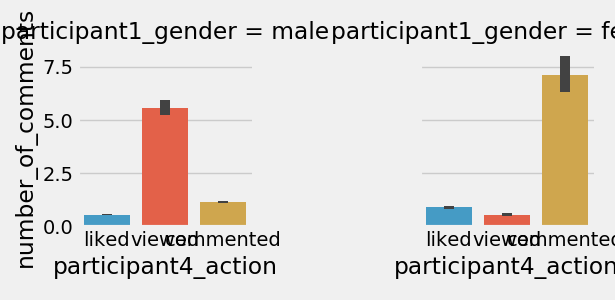 participant1_gender = male
participant1_gender = fe
number_of_comments
7.5
5.0
2.5
0.0
liked viewed commented
liked viewed commented
participant4_action
participant4_action